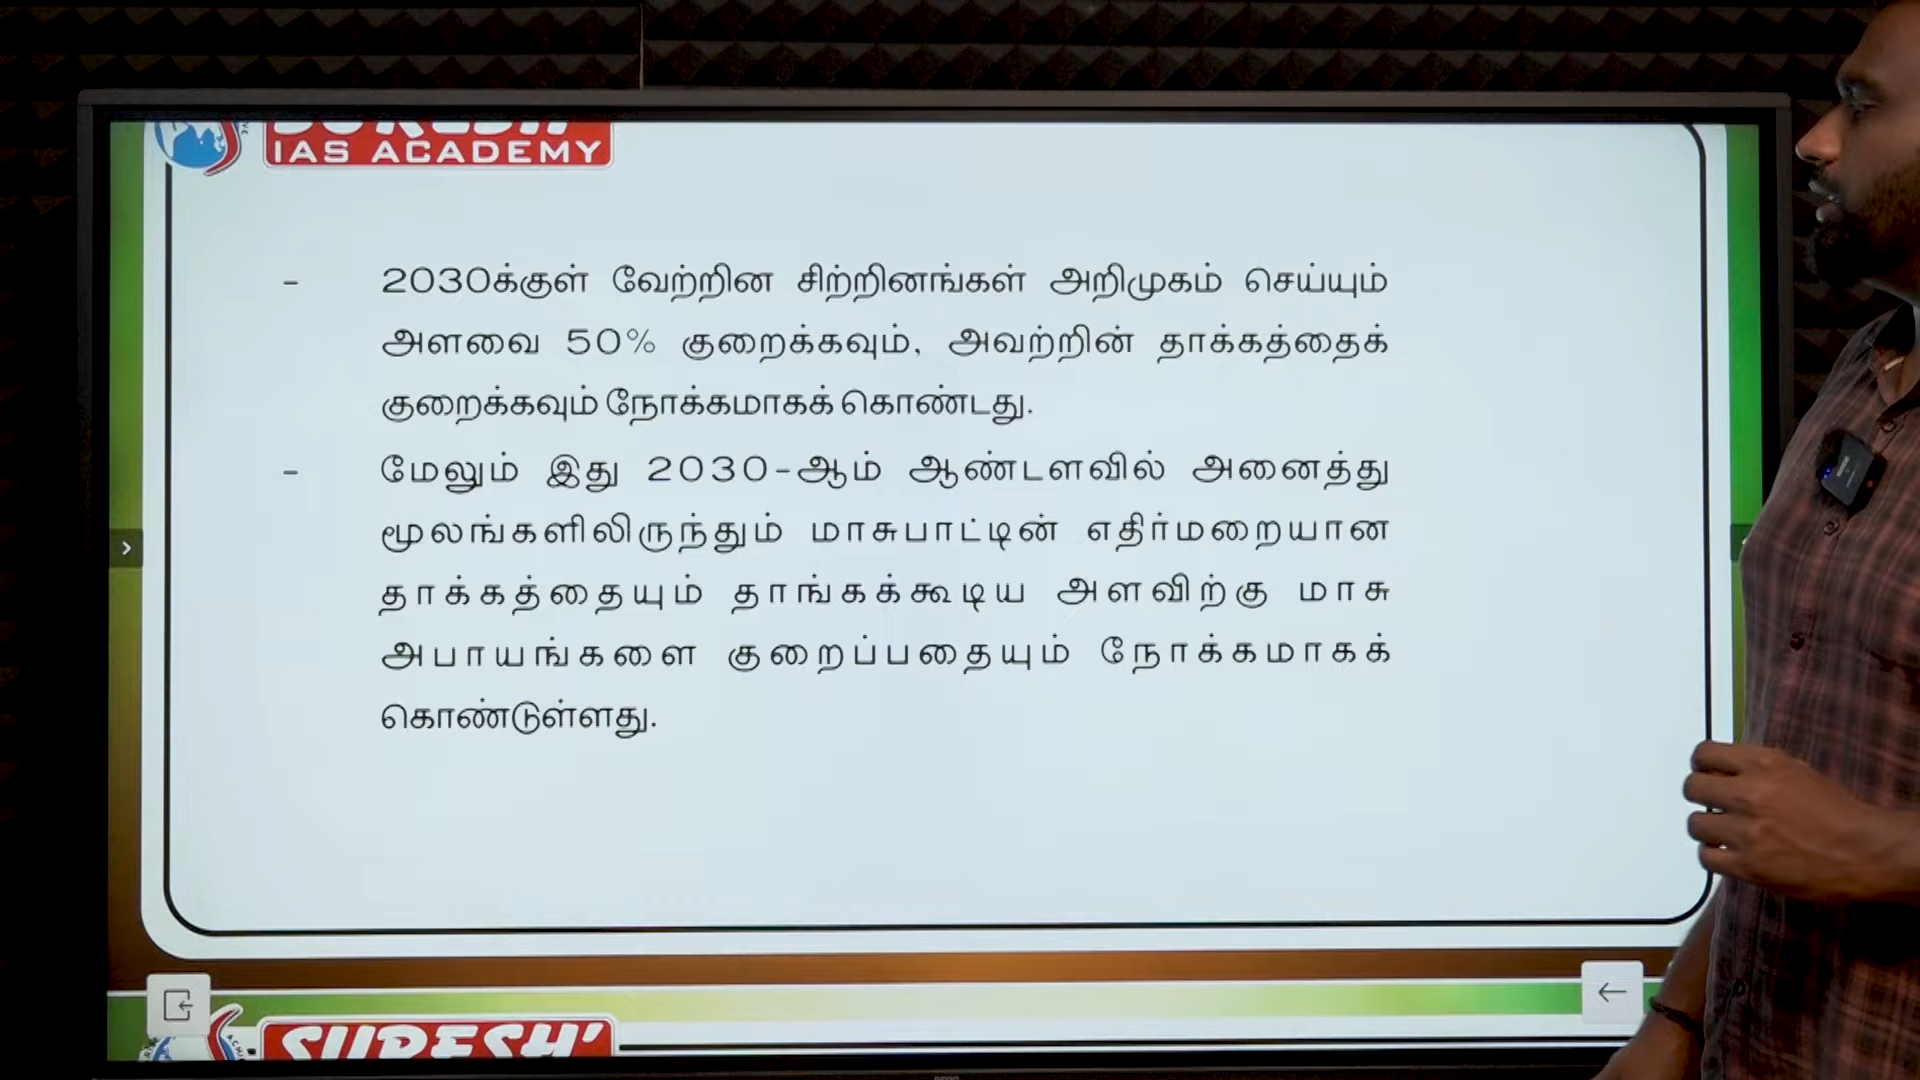 IAS ACADEMY
- 2030க்குள் வேற்றின சிற்றினங்கள் அறிமுகம் செய்யும்
அளவை 50% குறைக்கவும், அவற்றின் தாக்கத்தைக்
குறைக்கவும் நோக்கமாகக் கொண்டது.
- மேலும் இது 2030-ஆம் ஆண்டளவில் அனைத்து
மூலங்களிலிருந்தும் மாசுபாட்டின் எதிர்மறையான
தாக்கத்தையும் தாங்கக்கூடிய அளவிற்கு மாசு
அபாயங்களை குறைப்பதையும் நோக்கமாகக்
கொண்டுள்ளது.
SURESH'